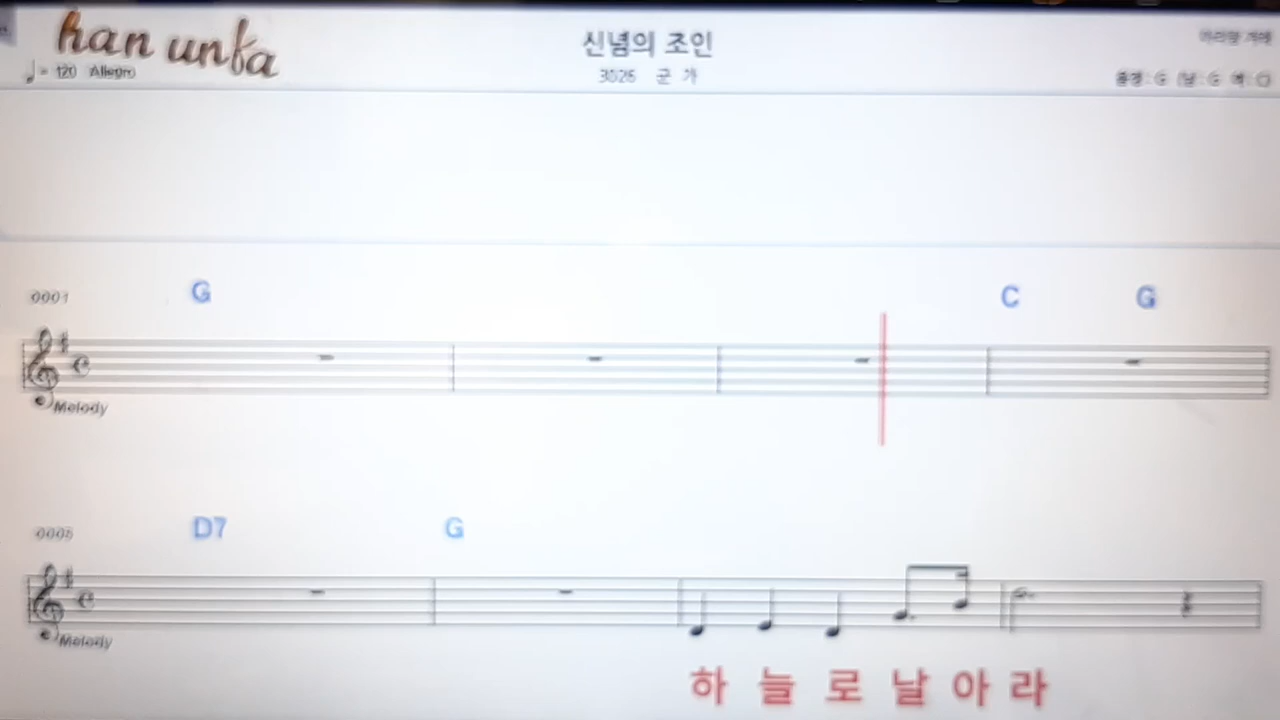 han unfa
신념의 조인
3026 군 가
♩= 120 Allegro
0001 G C G
Melody
0005 D7 G
Melody
하 늘 로 날 아 라